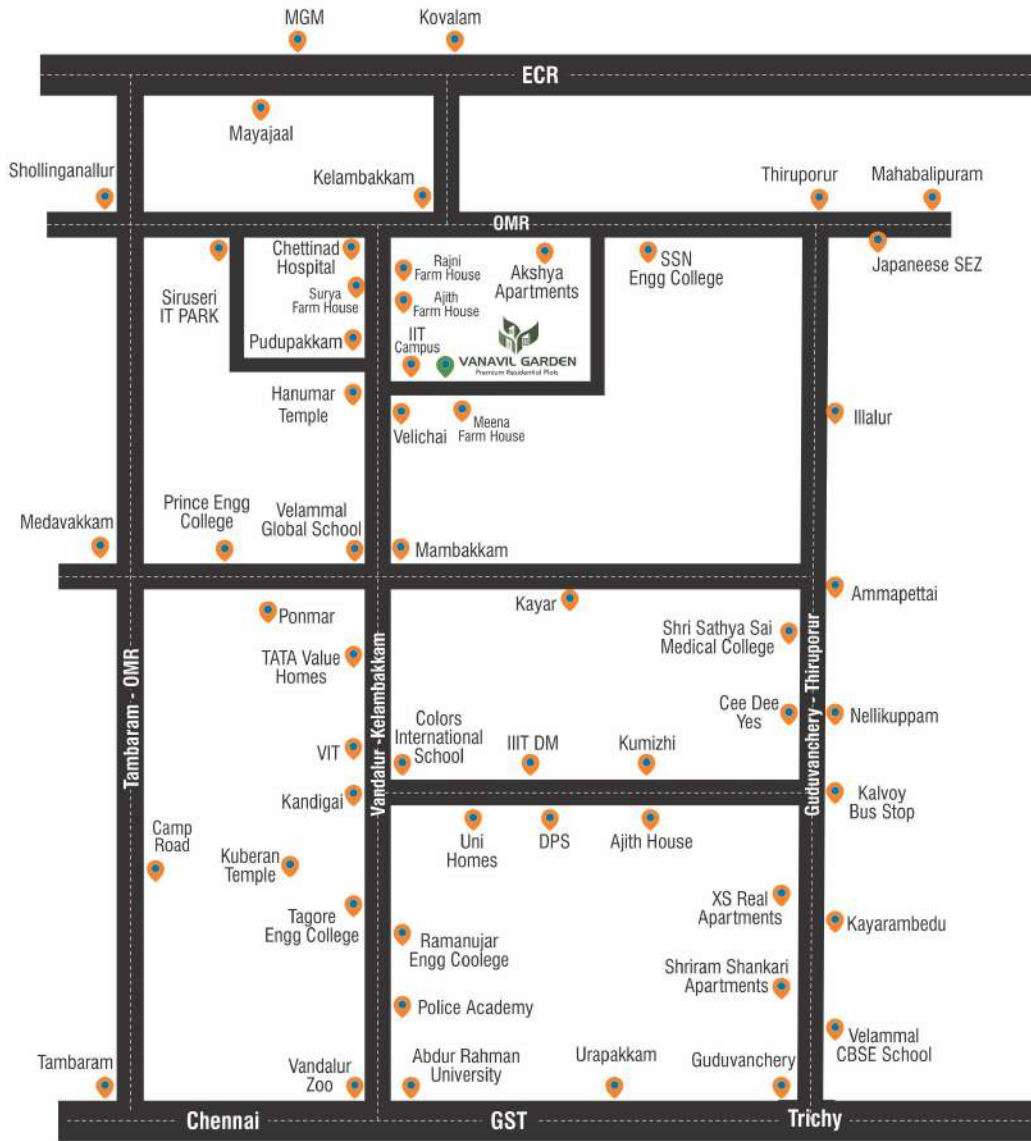 MGM
Kovalam
ECR
Mayajaal
Shollinganallur
Kelambakkam
Thiruporur
Mahabalipuram
OMR
Siruseri
IT PARK
Chettinad
Hospital
Surya
Farm House
Pudupakkam
Rajni
Farm House
Ajith
Farm House
IIT
Campus
Akshya
Apartments
VANAVIL GARDEN
Premium Residential Plots
SSN
Engg College
Japaneese SEZ
Hanumar
Temple
Velichai
Meena
Farm House
Illalur
Medavakkam
Prince Engg
College
Velammal
Global School
Mambakkam
Ponmar
TATA Value
Homes
Kayar
Shri Sathya Sai
Medical College
Ammapettai
Tambaram - OMR
Vandalur -Kelambakkam
Guduvanchery - Thiruporur
VIT
Colors
International
School
IIIT DM
Kumizhi
Cee Dee
Yes
Nellikuppam
Kandigai
Kalvoy
Bus Stop
Camp
Road
Kuberan
Temple
Uni
Homes
DPS
Ajith House
Tagore
Engg College
Ramanujar
Engg Coolege
XS Real
Apartments
Kayarambedu
Police Academy
Shriram Shankari
Apartments
Velammal
CBSE School
Tambaram
Vandalur
Zoo
Abdur Rahman
University
Urapakkam
Guduvanchery
Chennai
GST
Trichy